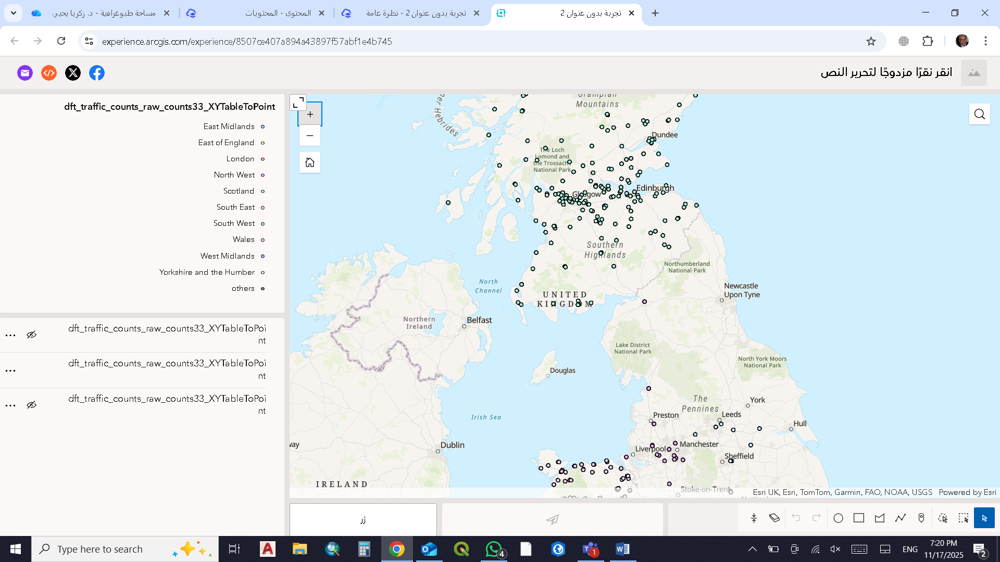 مساحة طبوغرافية - د. زكريا يحيي -
المحتوى - المحتويات
تجربة بدون عنوان 2 - نظرة عامة
تجربة بدون عنوان 2
experience.arcgis.com/experience/8507ce407a894a43897f57abf1e4b745
انقر نقرًا مزدوجًا لتحرير النص
dft_traffic_counts_raw_counts33_XYTableToPoint
East Midlands
East of England
London
North West
Scotland
South East
South West
Wales
West Midlands
Yorkshire and the Humber
others
dft_traffic_counts_raw_counts33_XYTableToPoi
nt
dft_traffic_counts_raw_counts33_XYTableToPoi
nt
dft_traffic_counts_raw_counts33_XYTableToPoi
nt
Grampian
Mountains
Hebrides
Dundee
The Loch
Lomond and
the Trossachs
National Park
Edinburgh
Glasgow
Southern
Highlands
Northumberland
National Park
North
Channel
Newcastle
Upon Tyne
UNITED
KINGDOM
Northern
Ireland
Belfast
Lake District
National Park
North York Moors
National Park
Douglas
The
Pennines
York
Preston
Leeds
Irish Sea
Hull
way
Dublin
Liverpool
Manchester
Sheffield
IRELAND
Stoke-on-Trent
Esri UK, Esri, TomTom, Garmin, FAO, NOAA, USGS
Powered by Esri
زر
Type here to search
4
1
ENG
7:20 PM
11/17/2025
2